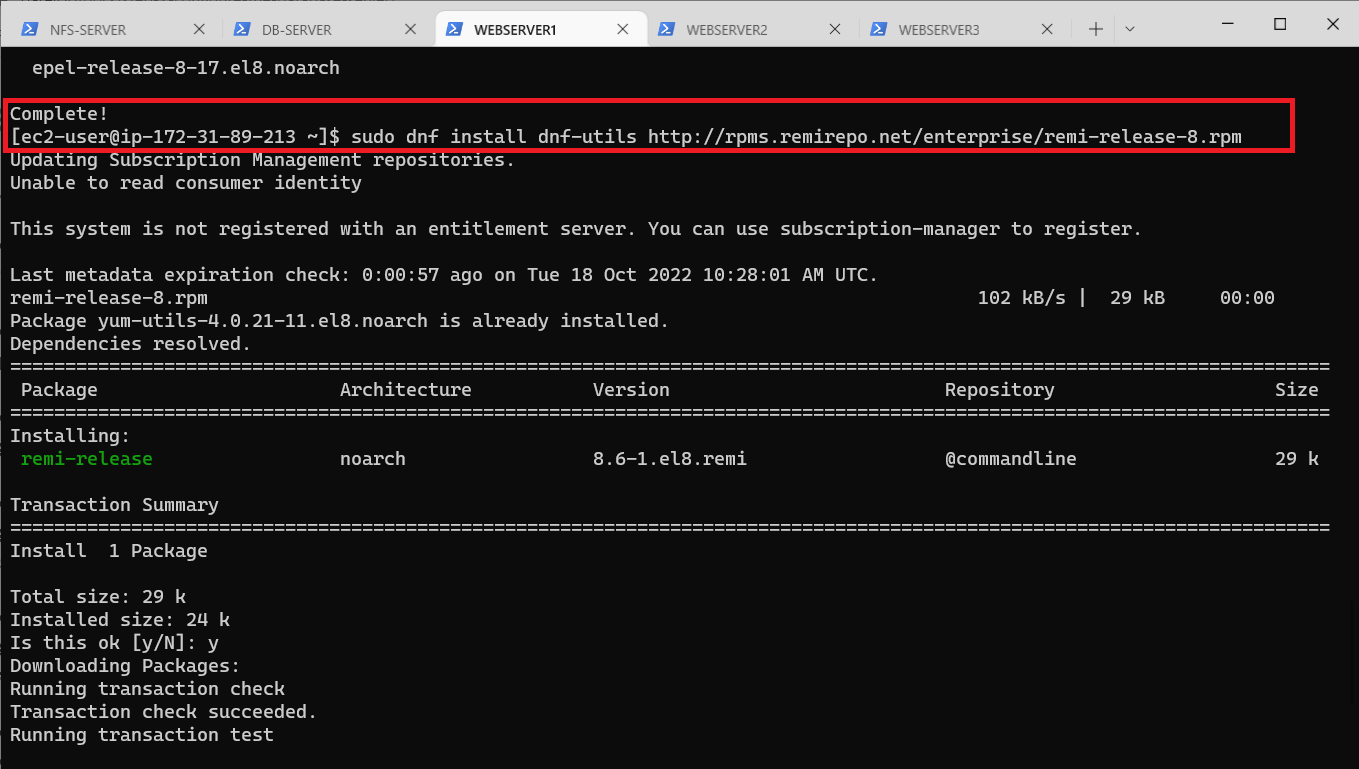 NFS-SERVER DB-SERVER WEBSERVER1 WEBSERVER2 WEBSERVER3
epel-release-8-17.el8.noarch
Complete!
[ec2-user@ip-172-31-89-213 ~]$ sudo dnf install dnf-utils http://rpms.remirepo.net/enterprise/remi-release-8.rpm
Updating Subscription Management repositories.
Unable to read consumer identity
This system is not registered with an entitlement server. You can use subscription-manager to register.
Last metadata expiration check: 0:00:57 ago on Tue 18 Oct 2022 10:28:01 AM UTC.
remi-release-8.rpm 102 kB/s | 29 kB 00:00
Package yum-utils-4.0.21-11.el8.noarch is already installed.
Dependencies resolved.
========================================================================================================================
Package Architecture Version Repository Size
========================================================================================================================
Installing:
remi-release noarch 8.6-1.el8.remi @commandline 29 k
Transaction Summary
========================================================================================================================
Install 1 Package
Total size: 29 k
Installed size: 24 k
Is this ok [y/N]: y
Downloading Packages:
Running transaction check
Transaction check succeeded.
Running transaction test